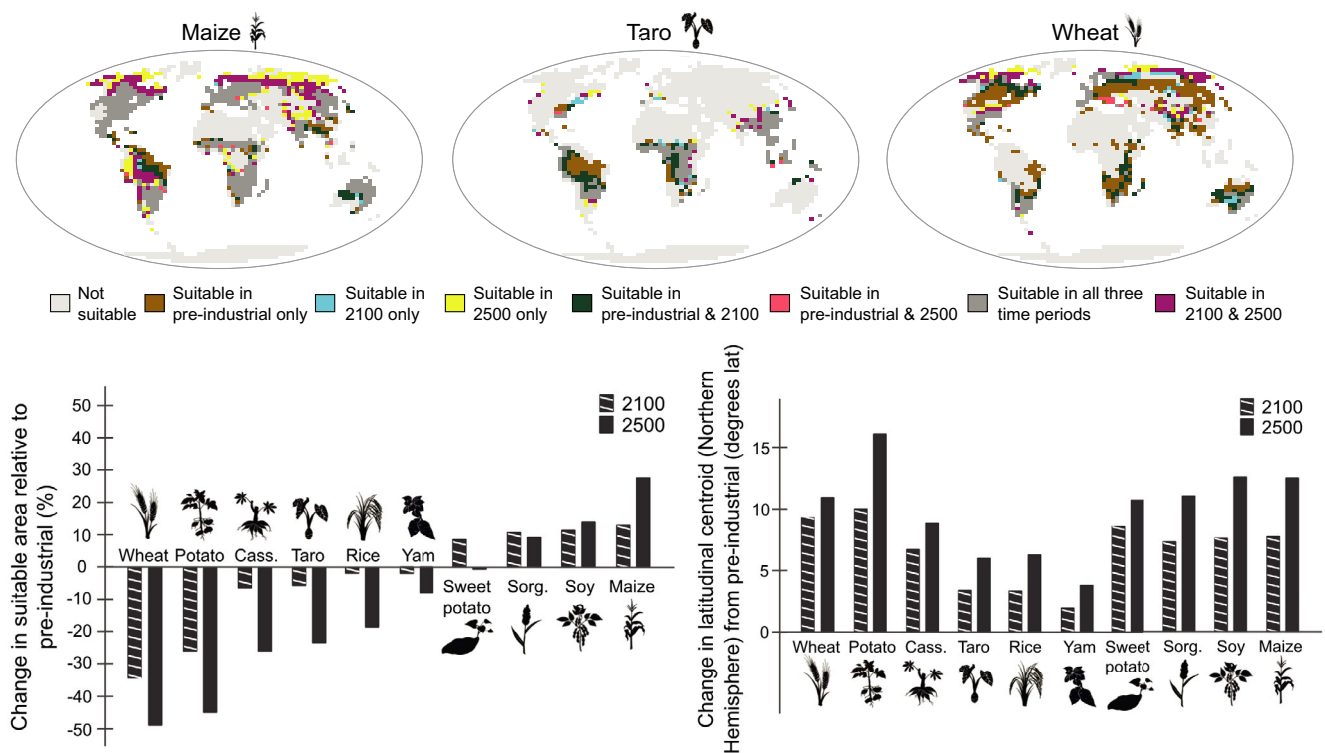 Maize
Taro
Wheat
Not
suitable
Suitable in
pre-industrial only
Suitable in
2100 only
Suitable in
2500 only
Suitable in
pre-industrial & 2100
Suitable in
pre-industrial & 2500
Suitable in all three
time periods
Suitable in
2100 & 2500
Change in suitable area relative to
pre-industrial (%)
50
40
30
20
10
0
-10
-20
-30
-40
-50
2100
2500
Wheat
Potato
Cass.
Taro
Rice
Yam
Sweet
potato
Sorg.
Soy
Maize
Change in latitudinal centroid (Northern
Hemisphere) from pre-industrial (degrees lat)
15
10
5
0
2100
2500
Wheat
Potato
Cass.
Taro
Rice
Yam
Sweet
potato
Sorg.
Soy
Maize